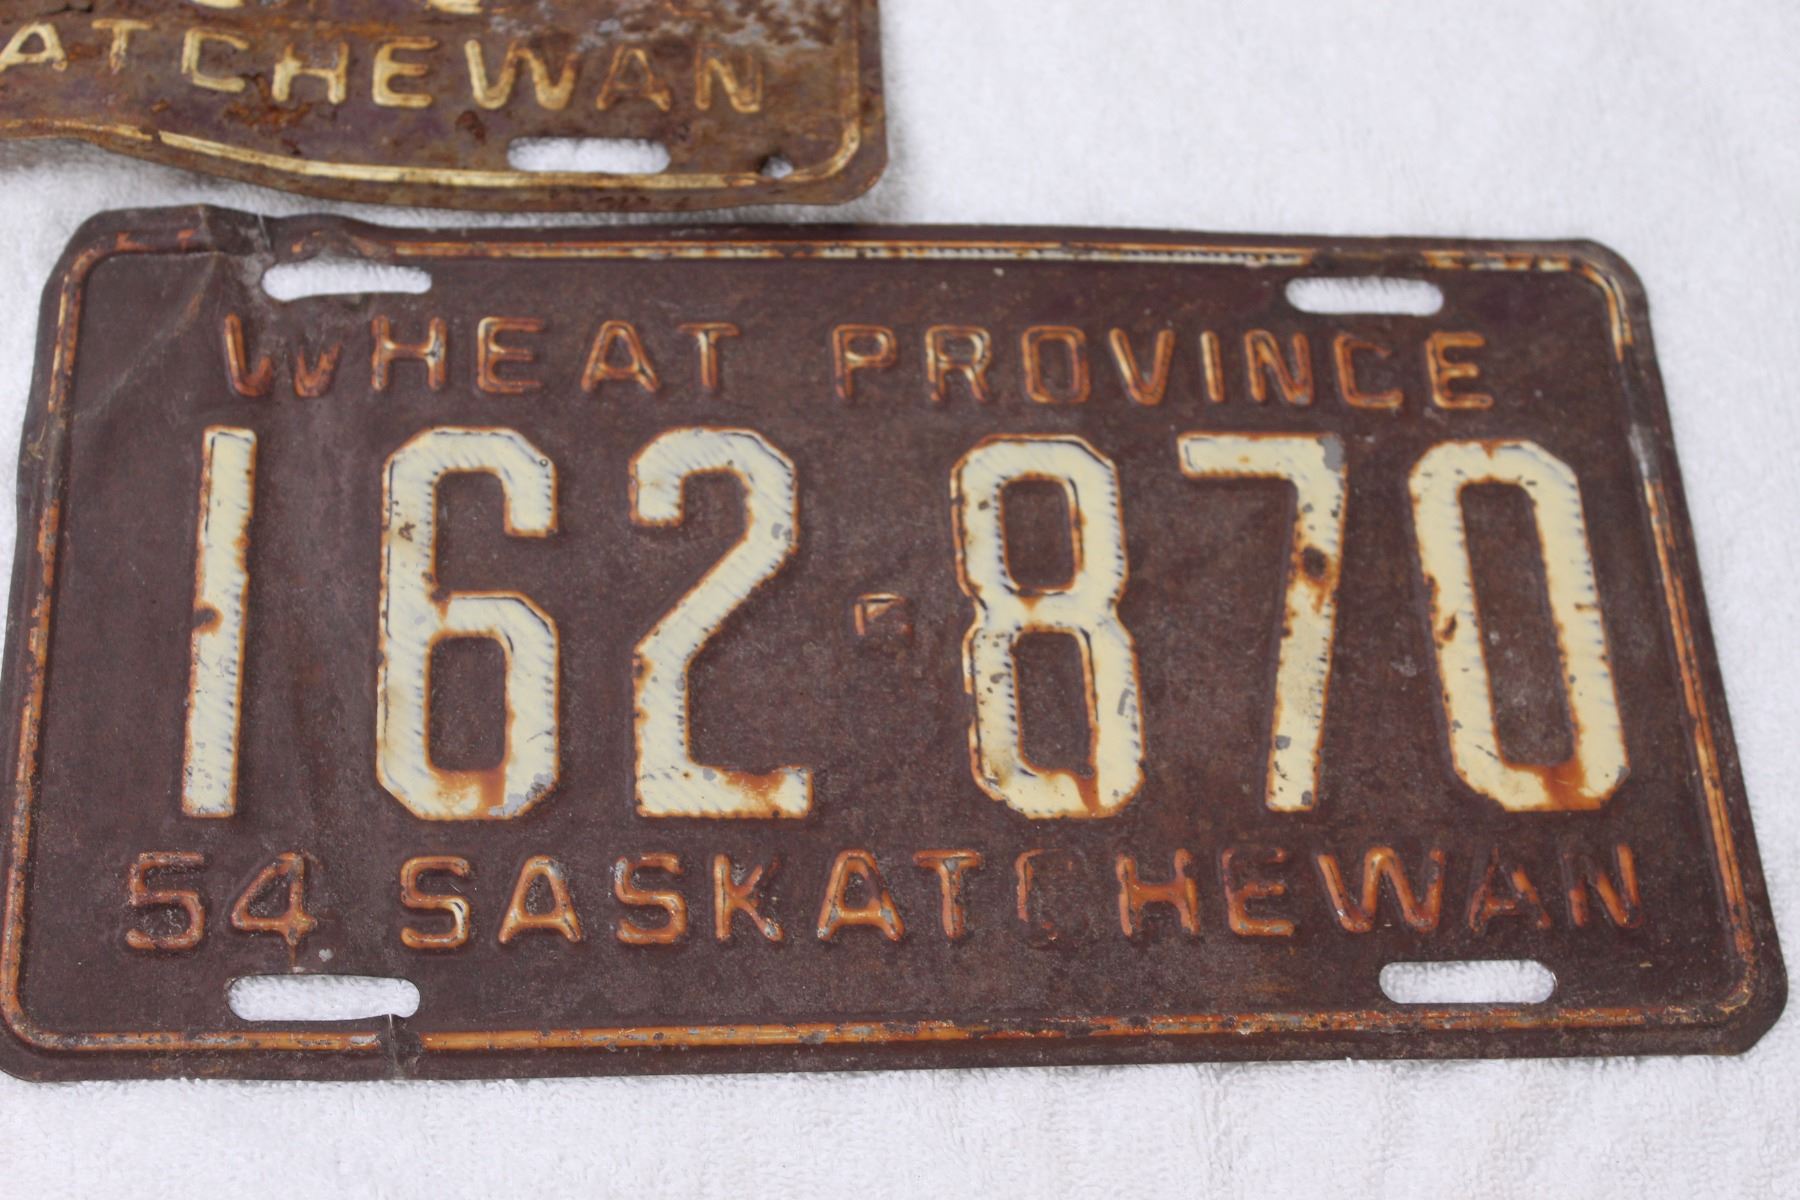 ATCHEWAN
WHEAT PROVINCE
162-870
54 SASKATCHEWAN